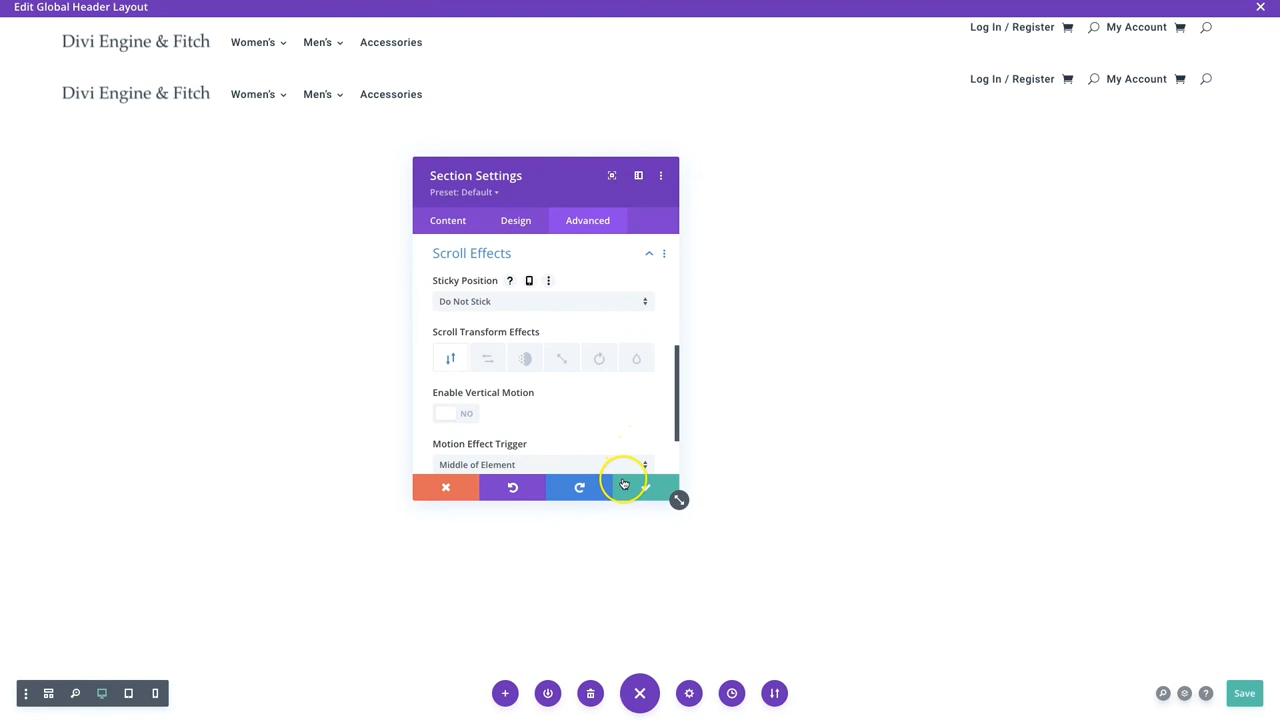 Edit Global Header Layout
Divi Engine & Fitch Women's Men's Accessories Log In / Register My Account
Divi Engine & Fitch Women's Men's Accessories Log In / Register My Account
Section Settings
Preset: Default
Content Design Advanced
Scroll Effects
Sticky Position ?
Do Not Stick
Scroll Transform Effects
Enable Vertical Motion
NO
Motion Effect Trigger
Middle of Element
? Save